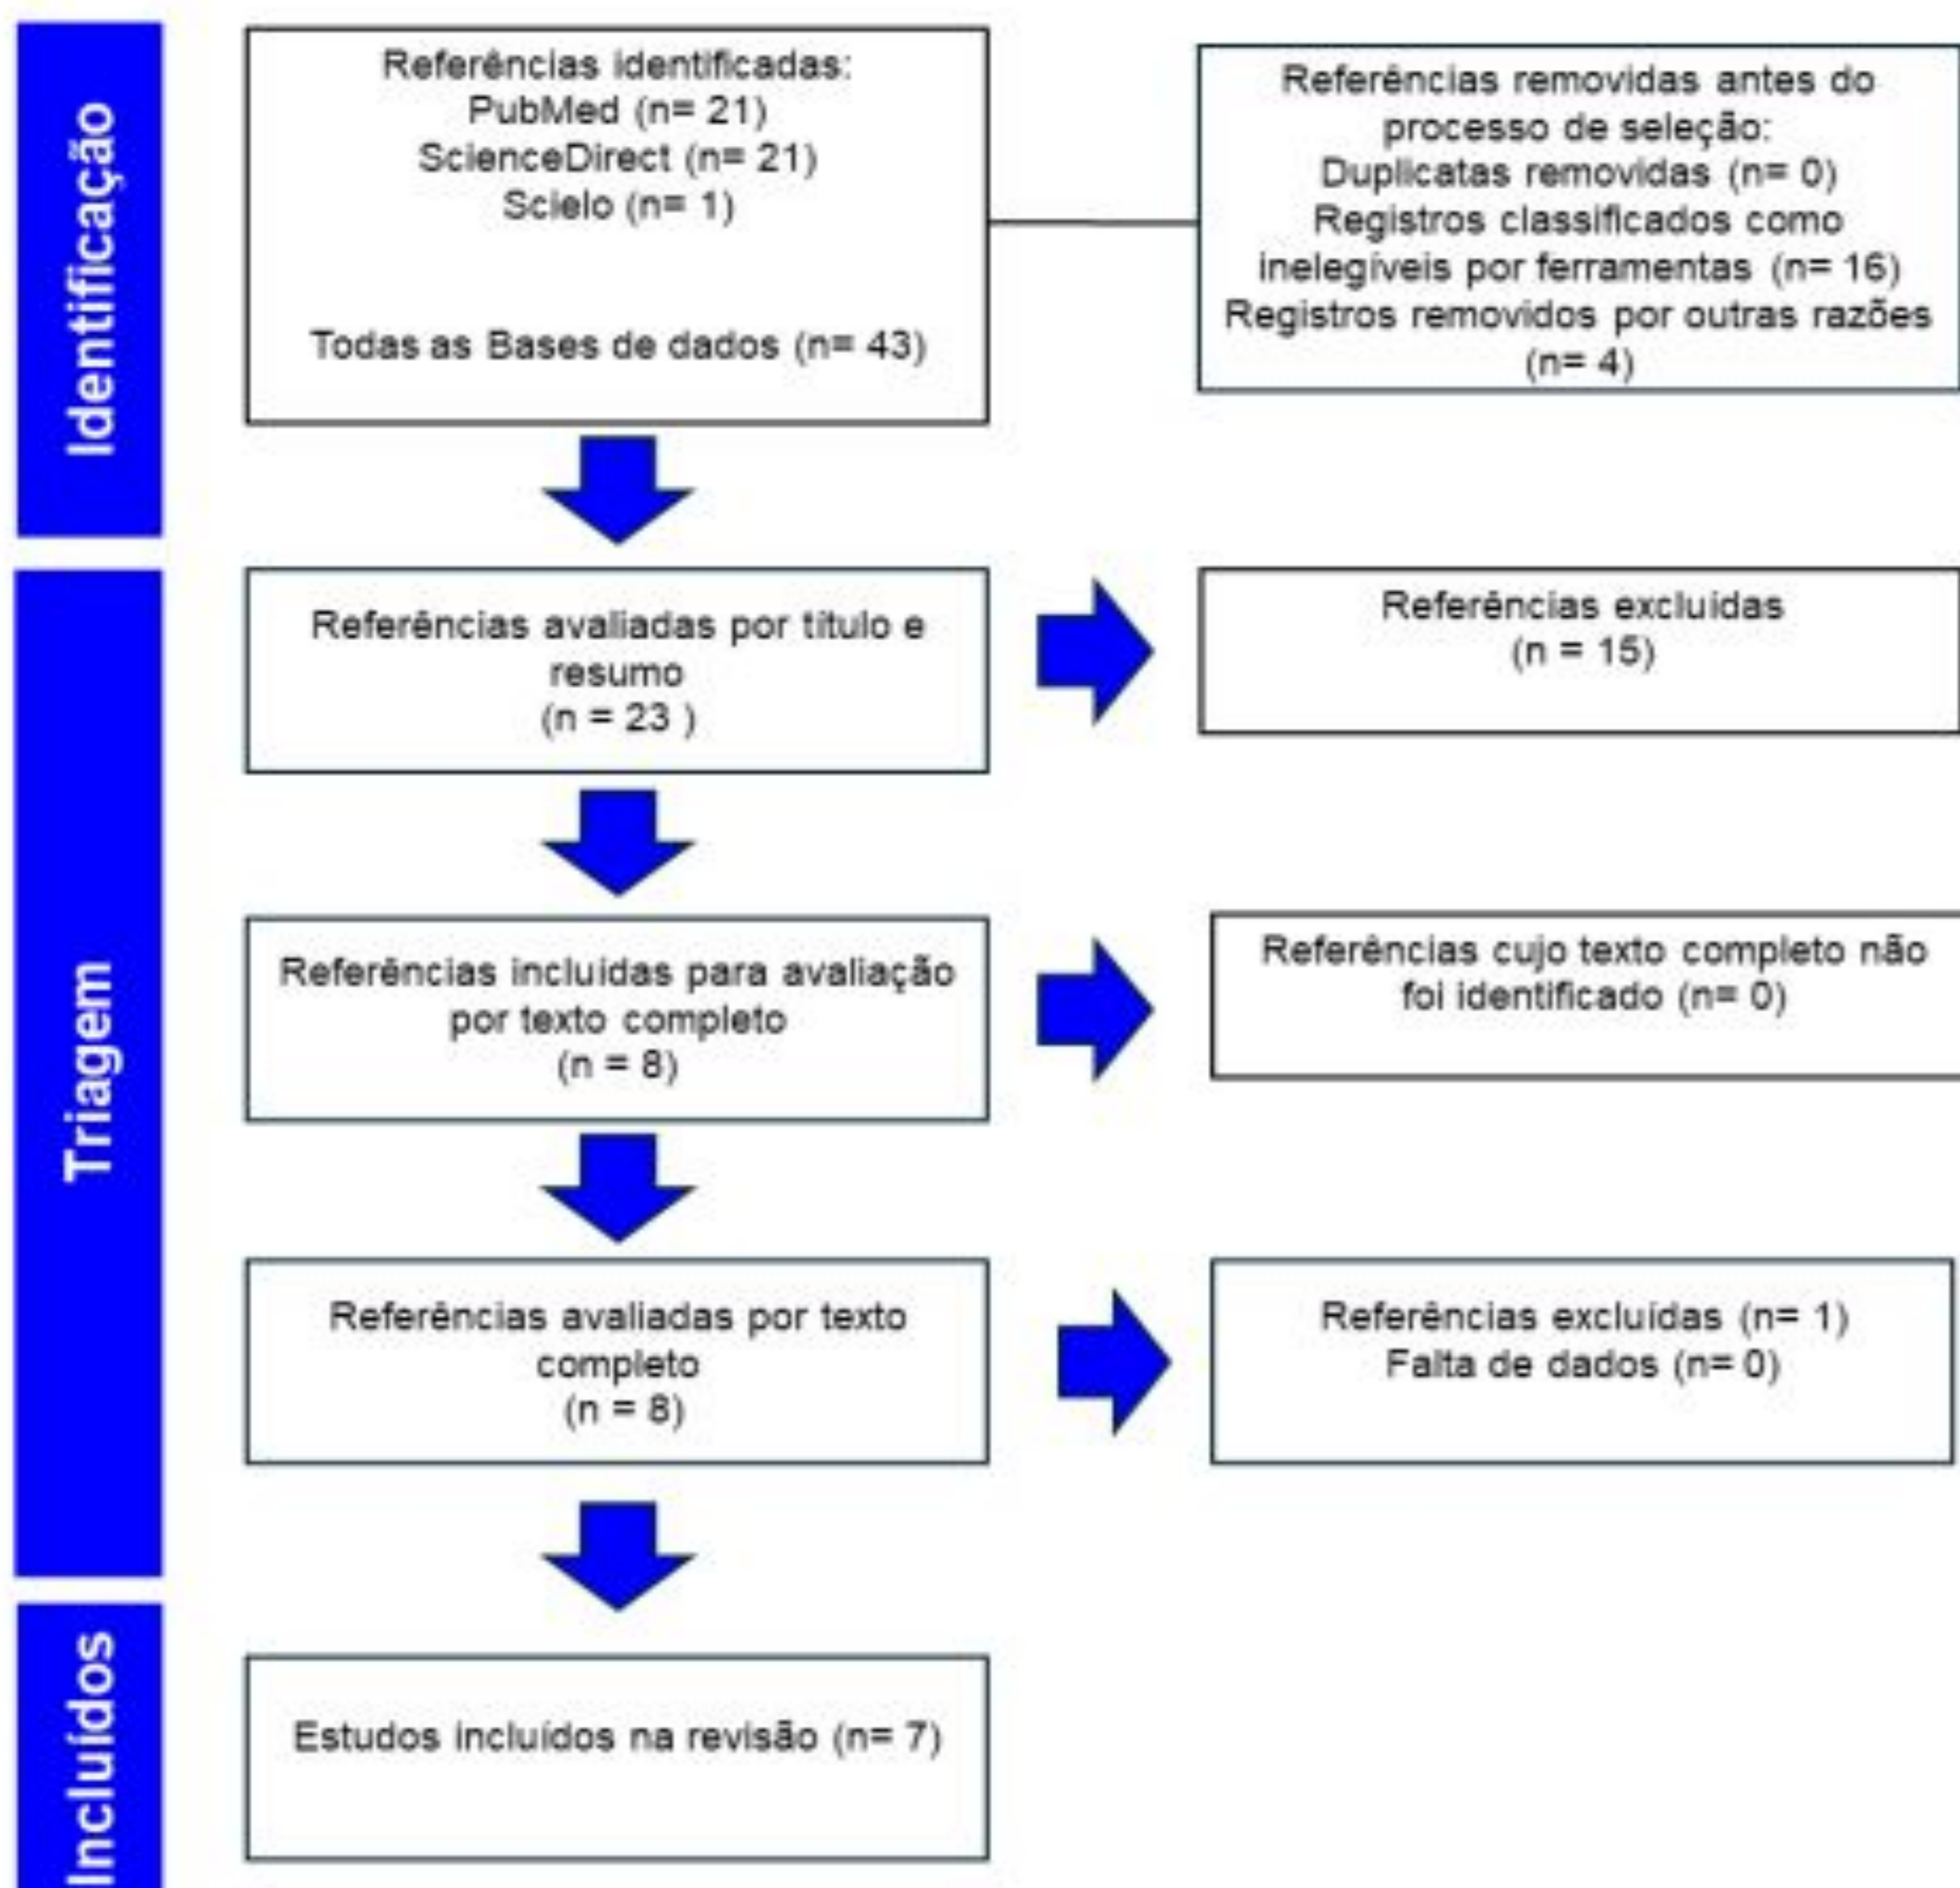 Identificação
Referências identificadas:
PubMed (n= 21)
ScienceDirect (n= 21)
Scielo (n= 1)
Todas as Bases de dados (n= 43)
Referências removidas antes do
processo de seleção:
Duplicatas removidas (n= 0)
Registros classificados como
inelegíveis por ferramentas (n= 16)
Registros removidos por outras razões
(n= 4)
Triagem
Referências avaliadas por título e
resumo
(n = 23 )
Referências excluídas
(n = 15)
Referências incluídas para avaliação
por texto completo
(n = 8)
Referências cujo texto completo não
foi identificado (n= 0)
Referências avaliadas por texto
completo
(n = 8)
Referências excluídas (n= 1)
Falta de dados (n= 0)
Incluídos
Estudos incluídos na revisão (n= 7)